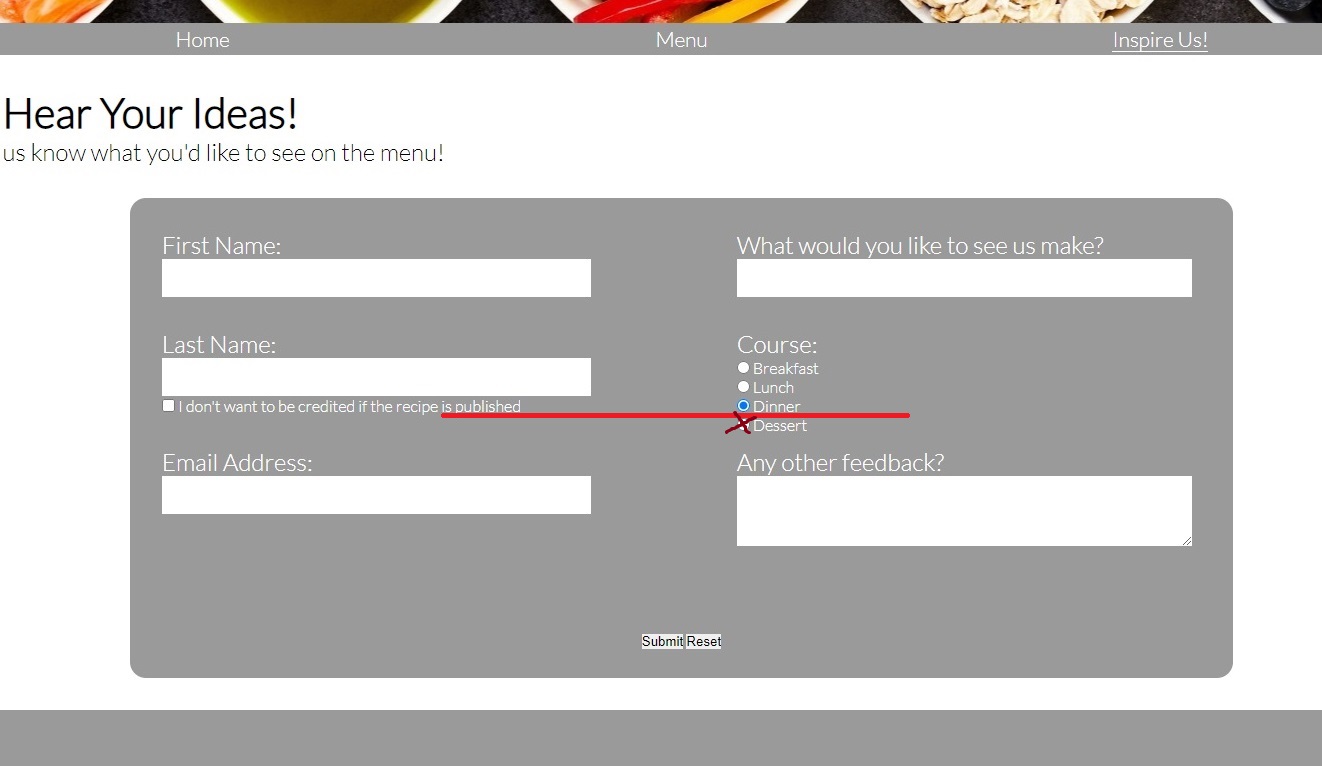 Home
Menu
Inspire Us!
Hear Your Ideas!
us know what you'd like to see on the menu!
First Name:
Last Name:
I don't want to be credited if the recipe is published
Email Address:
What would you like to see us make?
Course:
Breakfast
Lunch
Dinner
Dessert
Any other feedback?
Submit Reset